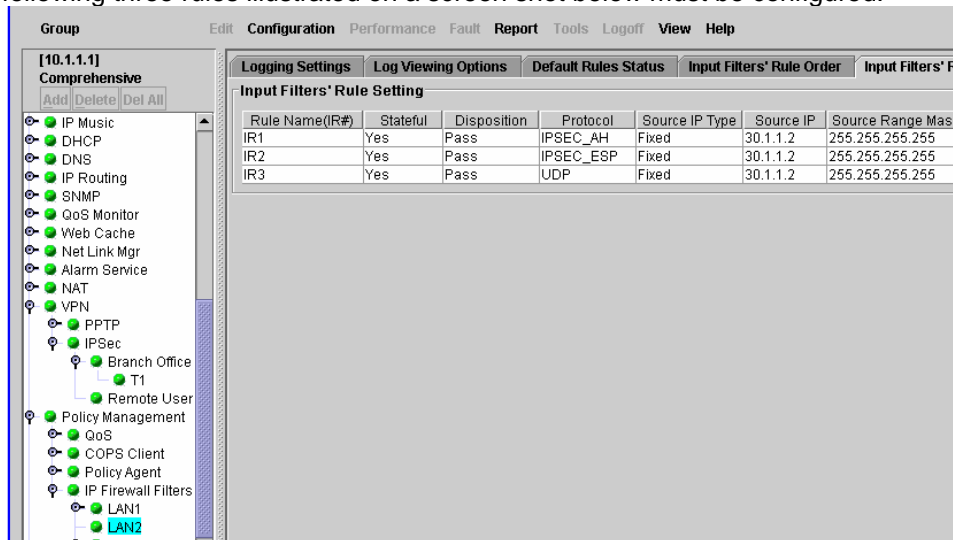 following three rules illustrated on a screen shot below must be configured.
Group Edit Configuration Performance Fault Report Tools Logoff View Help
[10.1.1.1]
Comprehensive
Add Delete Del All
IP Music
DHCP
DNS
IP Routing
SNMP
QoS Monitor
Web Cache
Net Link Mgr
Alarm Service
NAT
VPN
PPTP
IPSec
Branch Office
T1
Remote User
Policy Management
QoS
COPS Client
Policy Agent
IP Firewall Filters
LAN1
LAN2
Logging Settings Log Viewing Options Default Rules Status Input Filters' Rule Order Input Filters' R
Input Filters' Rule Setting
Rule Name(IR#) Stateful Disposition Protocol Source IP Type Source IP Source Range Mas
IR1 Yes Pass IPSEC_AH Fixed 30.1.1.2 255.255.255.255
IR2 Yes Pass IPSEC_ESP Fixed 30.1.1.2 255.255.255.255
IR3 Yes Pass UDP Fixed 30.1.1.2 255.255.255.255